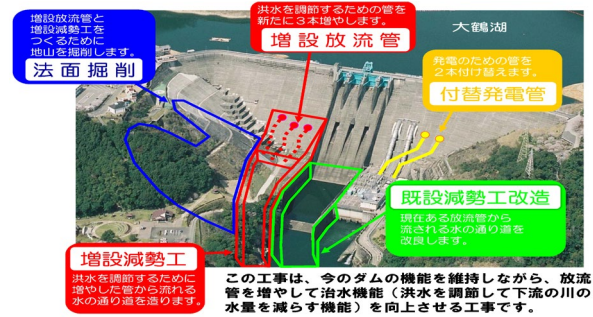 増設放流管と
増設減勢工を
つくるために
地山を掘削します。
法面掘削
洪水を調節するための管を
新たに3本増やします。
増設放流管
大鶴湖
発電のための管を
2本付け替えます。
付替発電管
既設減勢工改造
現在ある放流管から
流される水の通り道を
改良します。
増設減勢工
洪水を調節するために
増やした管から流れる
水の通り道を造ります。
この工事は、今のダムの機能を維持しながら、放流
管を増やして治水機能（洪水を調節して下流の川の
水量を減らす機能）を向上させる工事です。